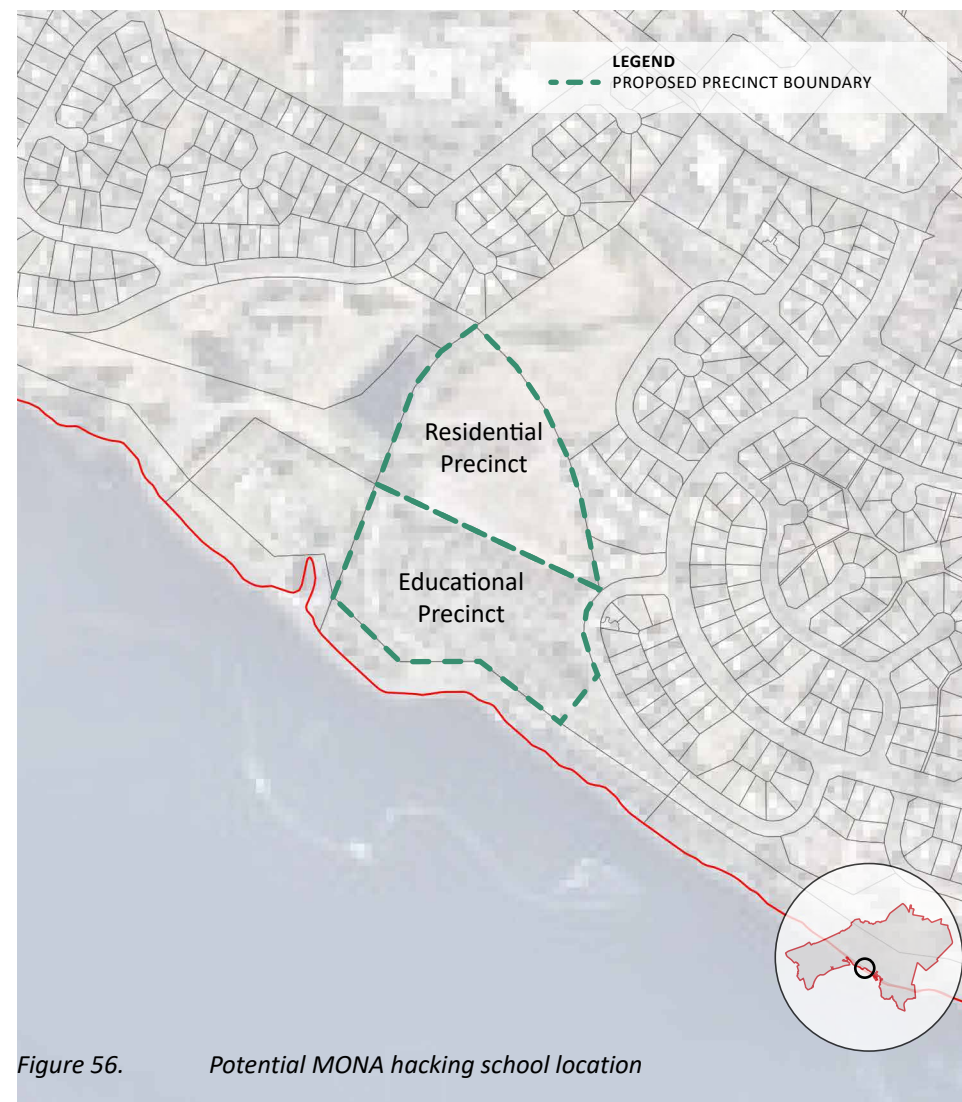 LEGEND
PROPOSED PRECINCT BOUNDARY
Residential
Precinct
Educational
Precinct
Figure 56. Potential MONA hacking school location